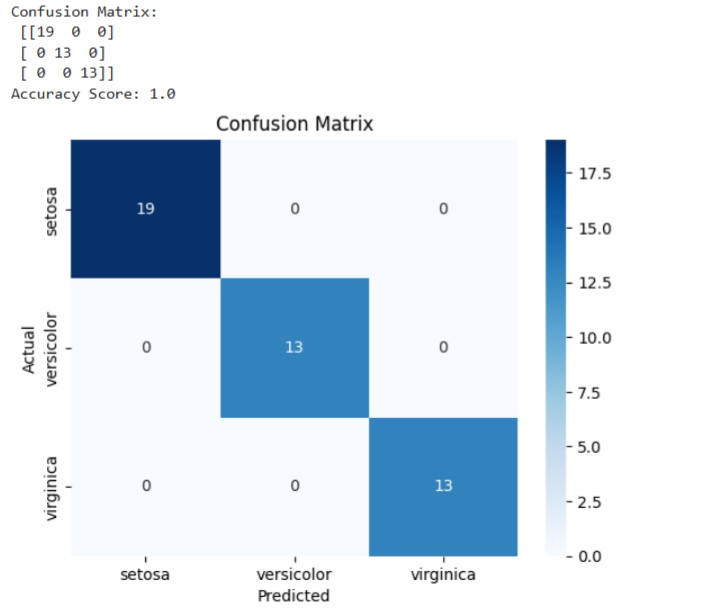 Confusion Matrix:
[[19  0  0]
[ 0 13  0]
[ 0  0 13]]
Accuracy Score: 1.0
Confusion Matrix
setosa
19 0 0
17.5
15.0
Actual
versicolor
0 13 0
12.5
10.0
7.5
virginica
0 0 13
5.0
2.5
0.0
setosa versicolor virginica
Predicted